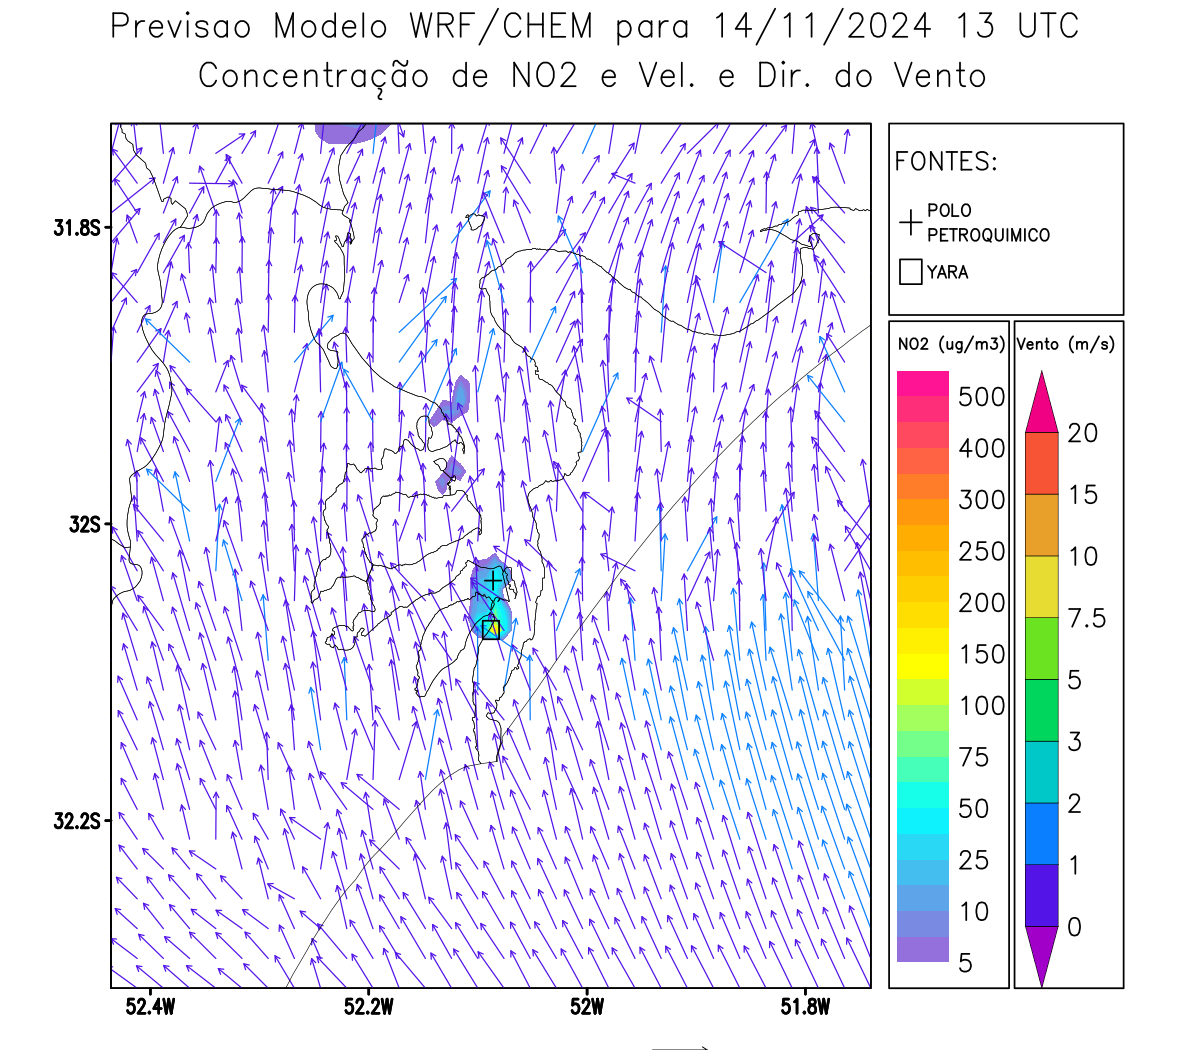 Previsao Modelo WRF/CHEM para 14/11/2024 13 UTC
Concentração de NO2 e Vel. e Dir. do Vento
FONTES:
POLO
PETROQUIMICO
YARA
NO2 (ug/m3)
500
400
300
250
200
150
100
75
50
25
10
5
Vento (m/s)
20
15
10
7.5
5
3
2
1
0
31.8S
32S
32.2S
52.4W
52.2W
52W
51.8W